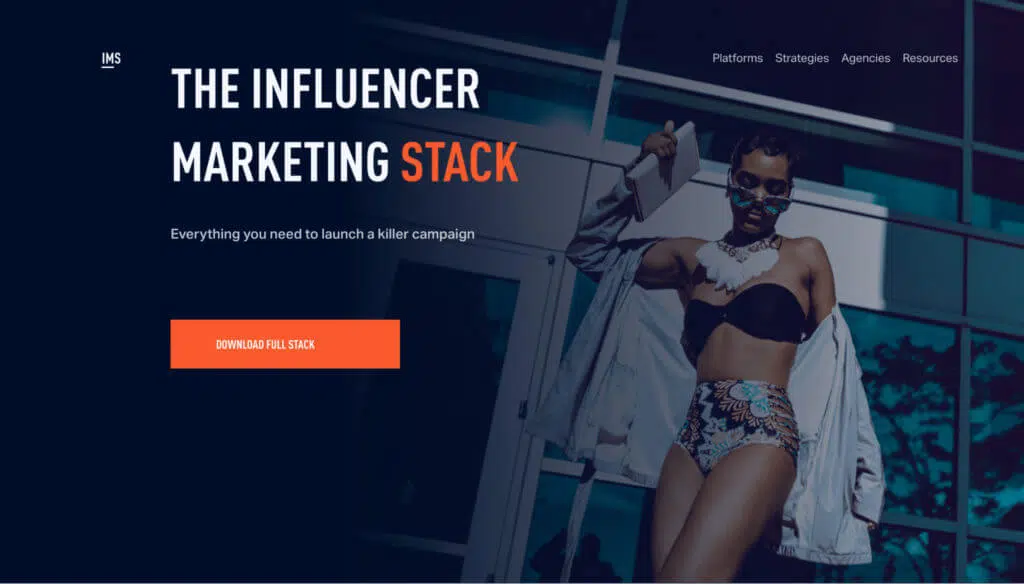 IMS
Platforms Strategies Agencies Resources
THE INFLUENCER
MARKETING STACK
Everything you need to launch a killer campaign
DOWNLOAD FULL STACK